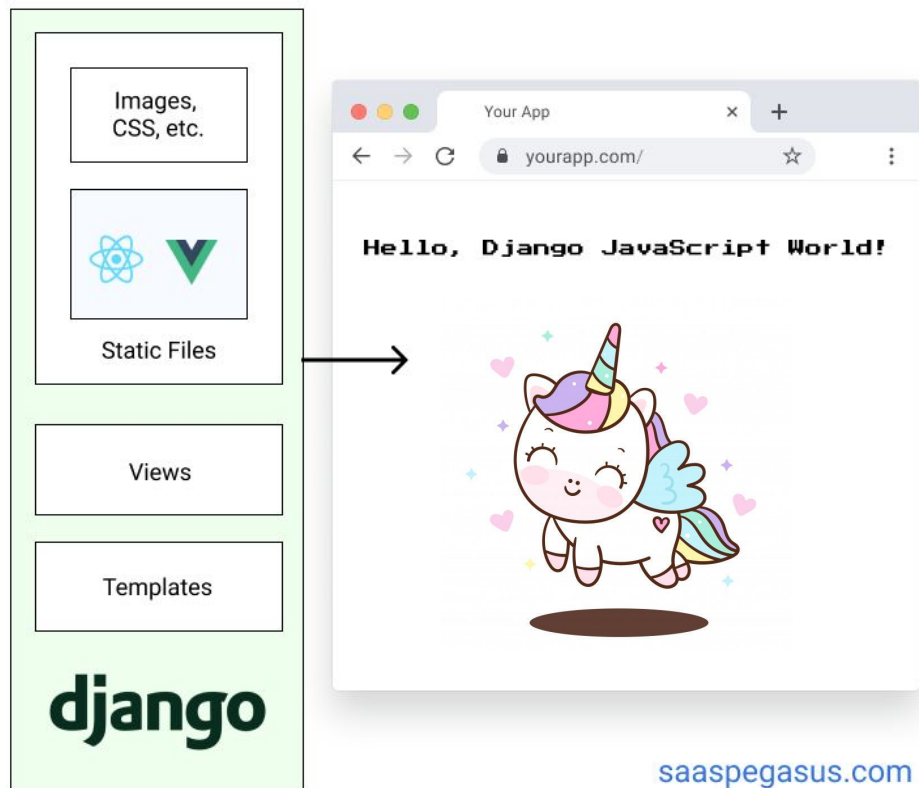 Images,
CSS, etc.
Static Files
Views
Templates
django
Your App
yourapp.com/
Hello, Django JavaScript World!
saaspegasus.com